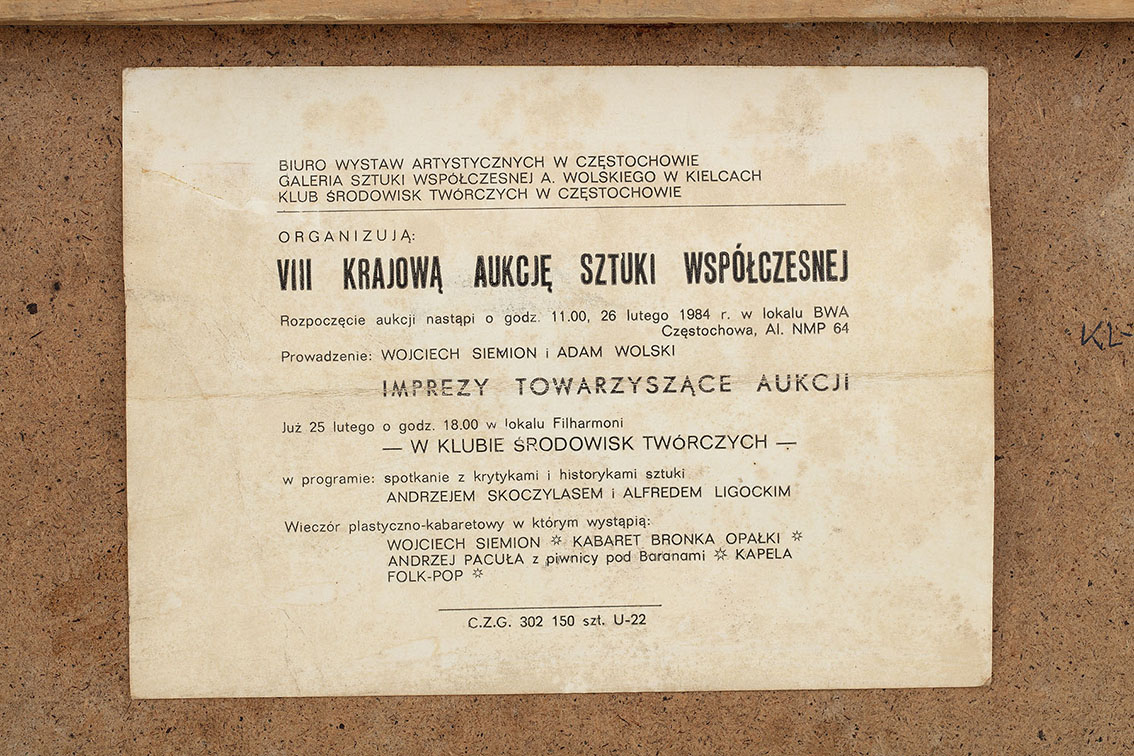 BIURO WYSTAW ARTYSTYCZNYCH W CZĘSTOCHOWIE
GALERIA SZTUKI WSPÓŁCZESNEJ A. WOLSKIEGO W KIELCACH
KLUB ŚRODOWISK TWÓRCZYCH W CZĘSTOCHOWIE
ORGANIZUJĄ:
VIII KRAJOWĄ AUKCJĘ SZTUKI WSPÓŁCZESNEJ
Rozpoczęcie aukcji nastąpi o godz. 11.00, 26 lutego 1984 r. w lokalu BWA
Częstochowa, Al. NMP 64
Prowadzenie: WOJCIECH SIEMION i ADAM WOLSKI
IMPREZY TOWARZYSZĄCE AUKCJI
Już 25 lutego o godz. 18.00 w lokalu Filharmoni
— W KLUBIE ŚRODOWISK TWÓRCZYCH —
w programie: spotkanie z krytykami i historykami sztuki
ANDRZEJEM SKOCZYLASEM i ALFREDEM LIGOCKIM
Wieczór plastyczno-kabaretowy w którym wystąpią:
WOJCIECH SIEMION ☼ KABARET BRONKA OPAŁKI ☼
ANDRZEJ PACUŁA z piwnicy pod Baranami ☼ KAPELA
FOLK-POP ☼
C.Z.G. 302 150 szt. U-22